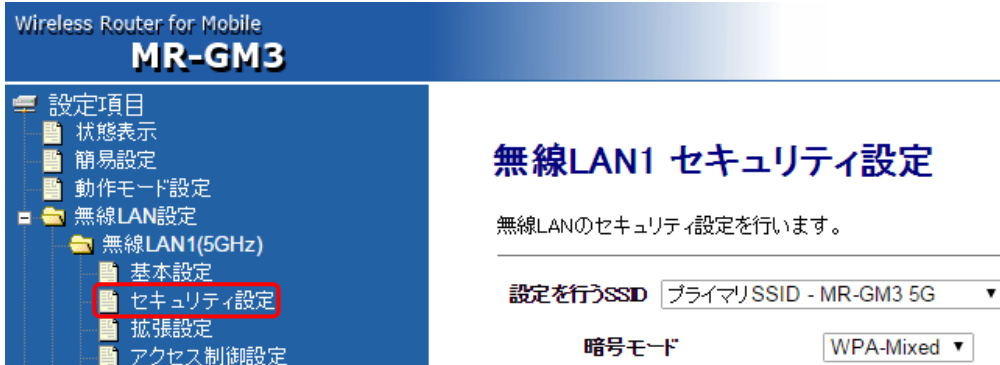 Wireless Router for Mobile
MR-GM3
設定項目
状態表示
簡易設定
動作モード設定
無線LAN設定
無線LAN1(5GHz)
基本設定
セキュリティ設定
拡張設定
アクセス制御設定
無線LAN1 セキュリティ設定
無線LANのセキュリティ設定を行います。
設定を行うSSID プライマリSSID - MR-GM3 5G
暗号モード WPA-Mixed